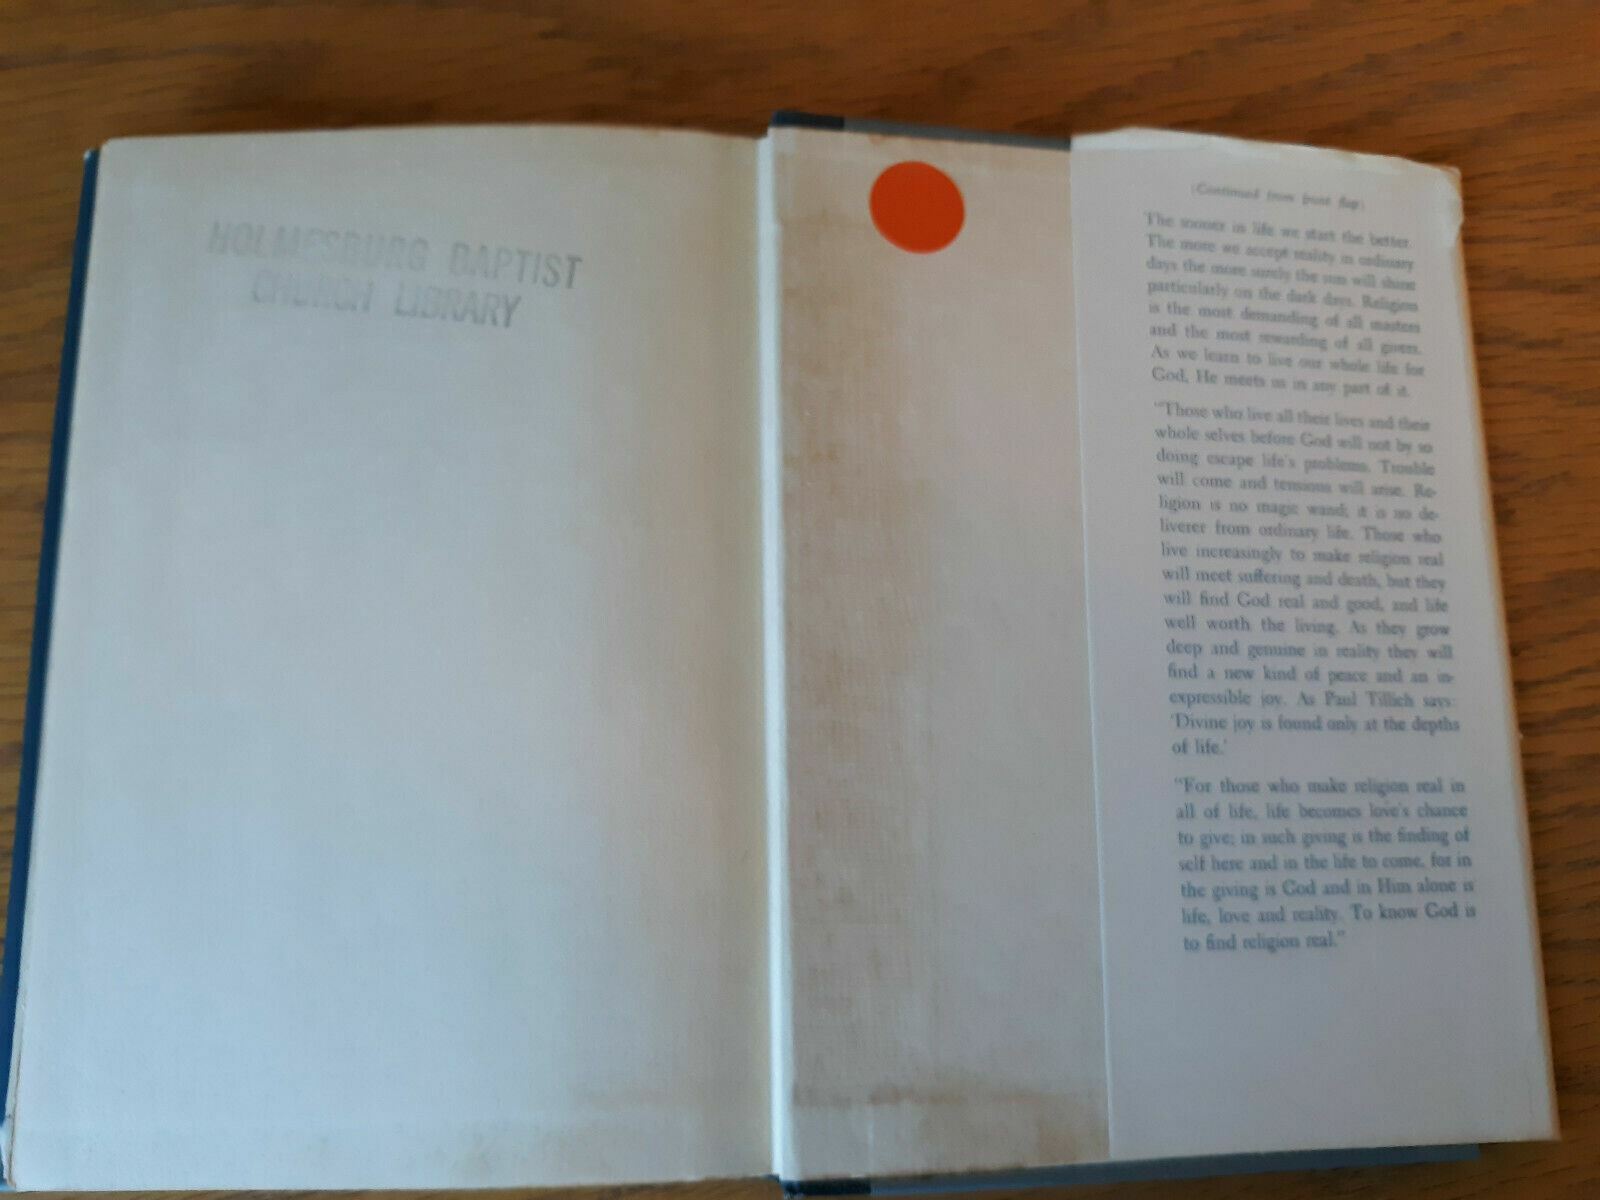 HOLMESBURG BAPTIST
CHURCH LIBRARY
(Continued from front flap)
The sooner in life we start the better.
The more we accept reality in ordinary
days the more surely the sun will shine
particularly on the dark days. Religion
is the most demanding of all masters
and the most rewarding of all givers.
As we learn to live our whole life for
God, He meets us in any part of it.
"Those who live all their lives and their
whole selves before God will not by so
doing escape life's problems. Trouble
will come and tensions will arise. Re-
ligion is no magic wand; it is no de-
liverer from ordinary life. Those who
live increasingly to make religion real
will meet suffering and death, but they
will find God real and good, and life
well worth the living. As they grow
deep and genuine in reality they will
find a new kind of peace and an in-
expressible joy. As Paul Tillich says:
'Divine joy is found only at the depths
of life.'
"For those who make religion real in
all of life, life becomes love's chance
to give; in such giving is the finding of
self here and in the life to come, for in
the giving is God and in Him alone is
life, love and reality. To know God is
to find religion real."